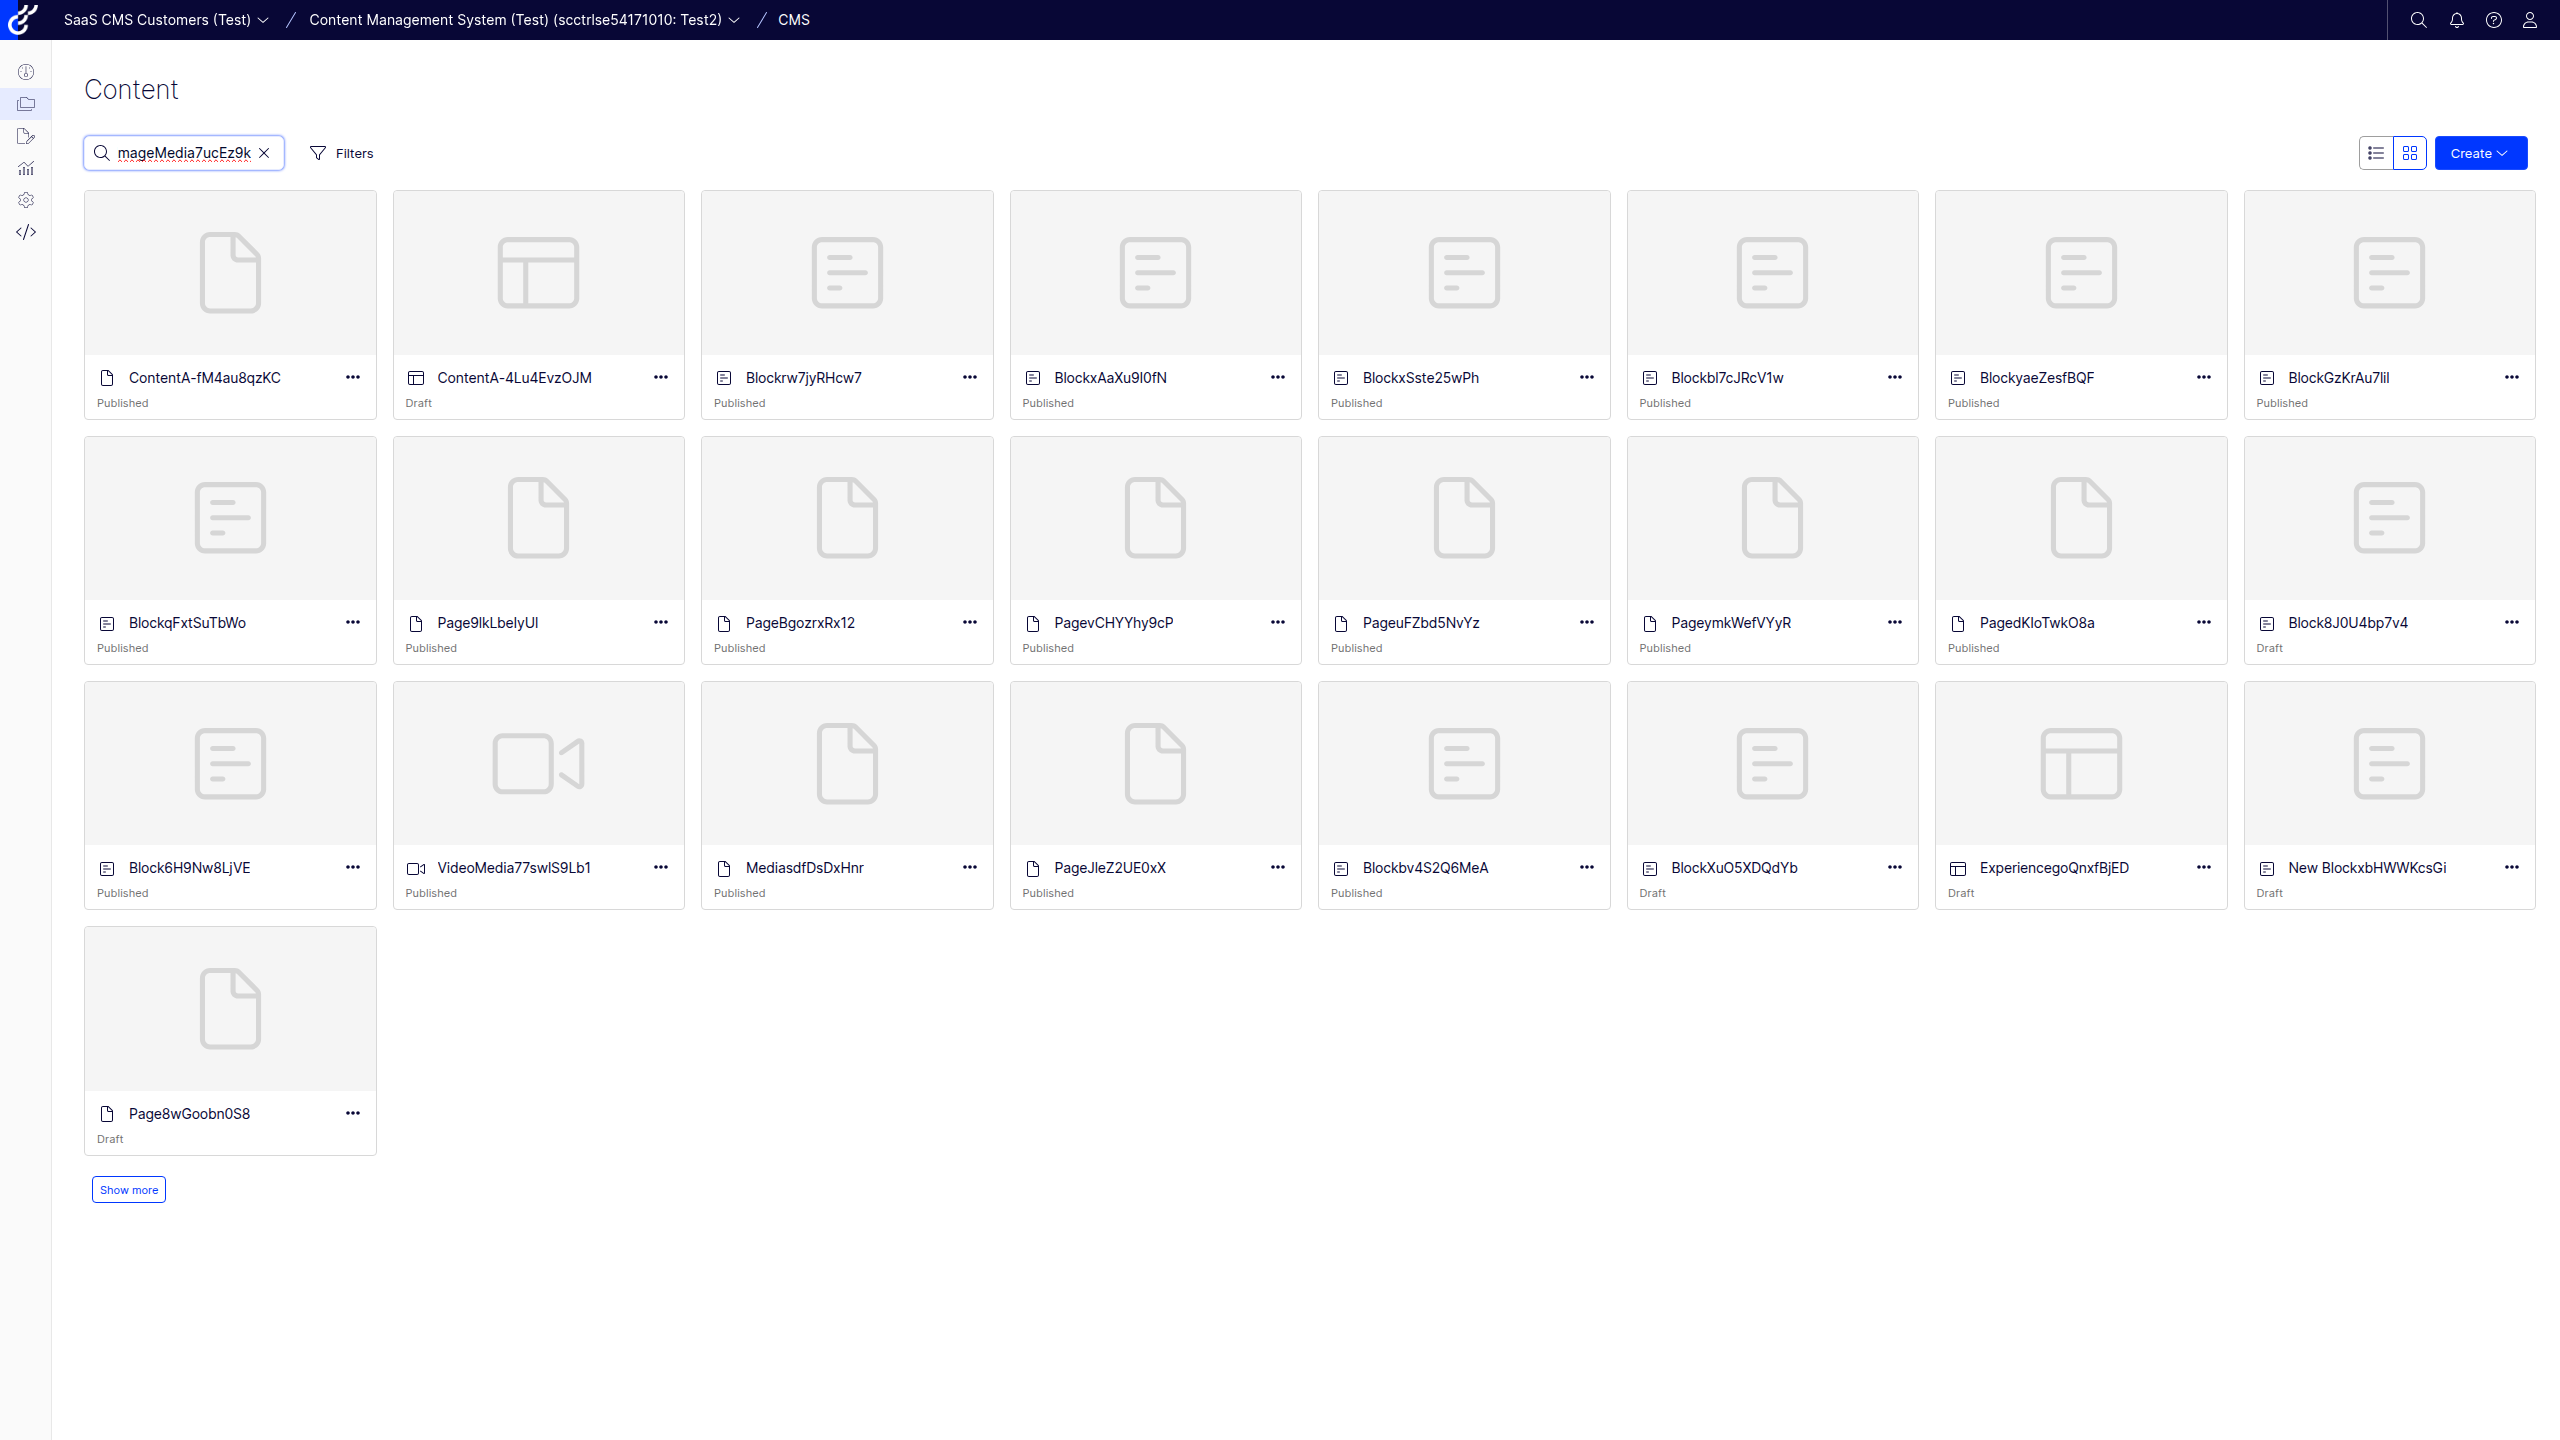 SaaS CMS Customers (Test) / Content Management System (Test) (scctrlse54171010: Test2) / CMS
Content
mageMedia7ucEz9k
Filters
Create
ContentA-fM4au8qzKC
Published
ContentA-4Lu4EvzOJM
Draft
Blockrw7jyRHcw7
Published
BlockxAaXu9I0fN
Published
BlockxSste25wPh
Published
Blockbl7cJRcV1w
Published
BlockyaeZesfBQF
Published
BlockGzKrAu7liI
Published
BlockqFxtSuTbWo
Published
Page9lkLbelyUI
Published
PageBgozrxRx12
Published
PagevCHYYhy9cP
Published
PageuFZbd5NvYz
Published
PageymkWefVYyR
Published
PagedKIoTwkO8a
Published
Block8J0U4bp7v4
Draft
Block6H9Nw8LjVE
Published
VideoMedia77swlS9Lb1
Published
MediasdfDsDxHnr
Published
PageJleZ2UE0xX
Published
Blockbv4S2Q6MeA
Published
BlockXuO5XDQdYb
Draft
ExperiencegoQnxfBjED
Draft
New BlockxbHWWKcsGi
Draft
Page8wGoobn0S8
Draft
Show more